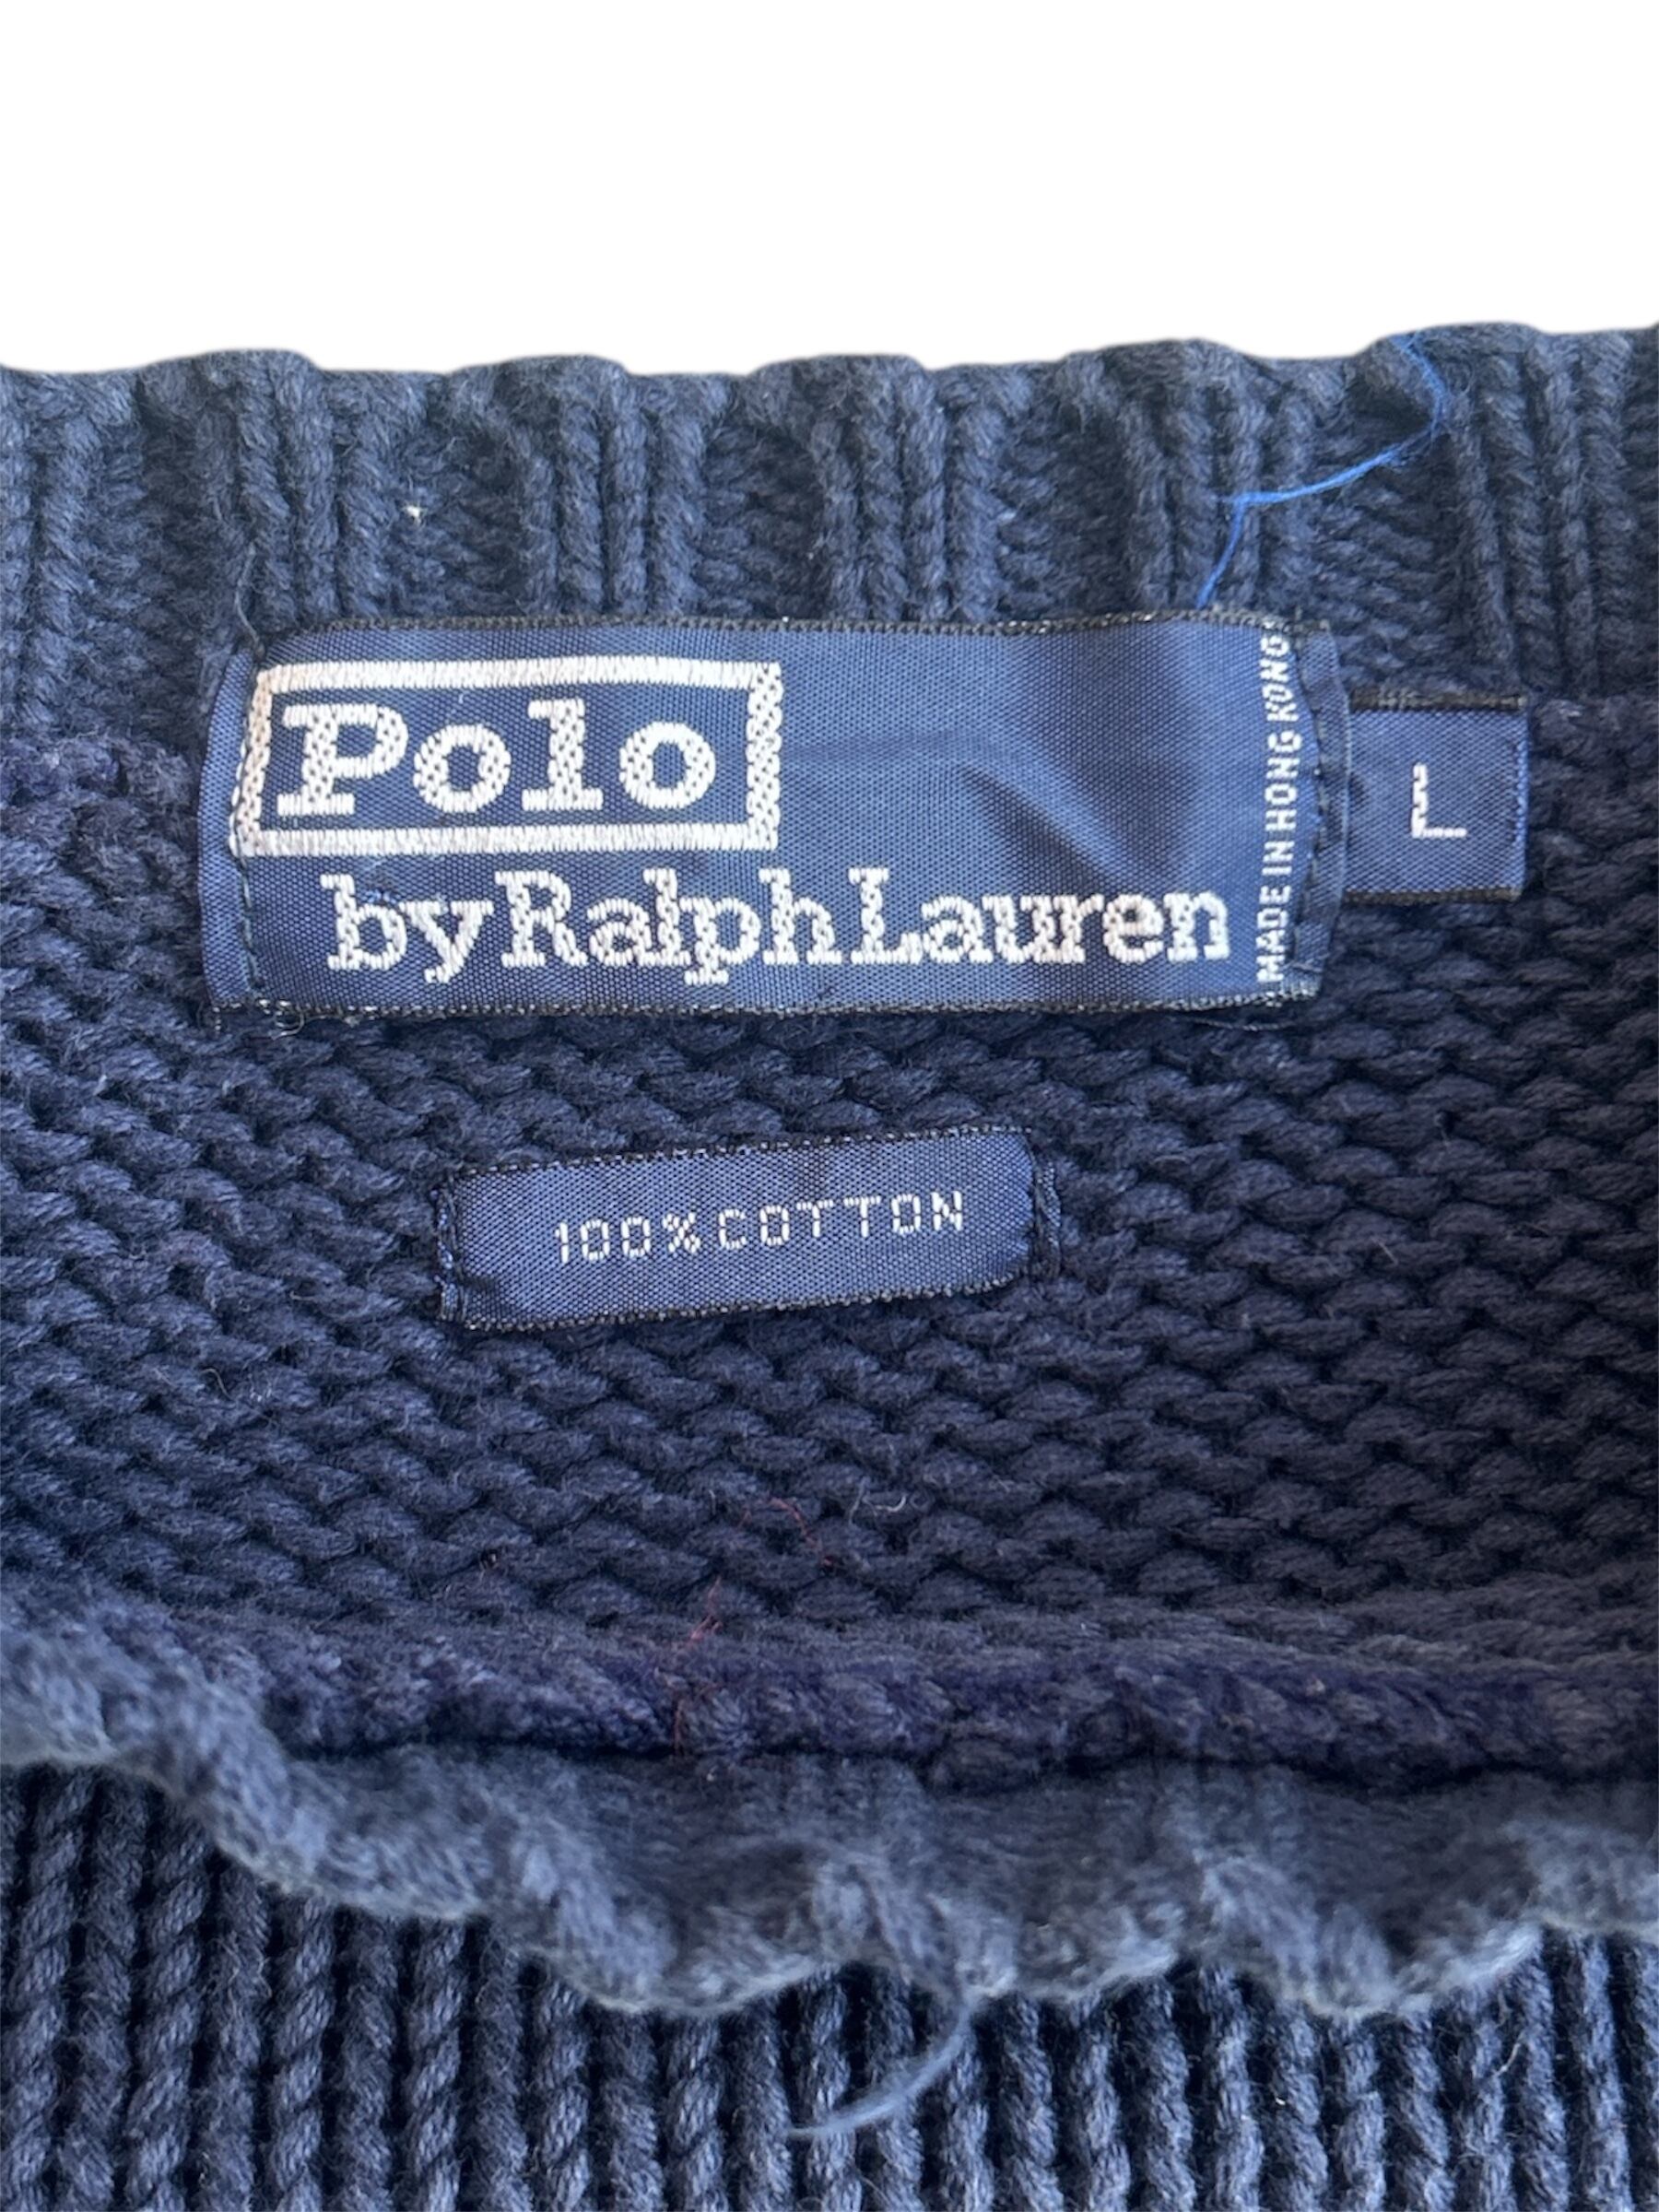 Polo
by Ralph Lauren
MADE IN HONG KONG
L
100% COTTON